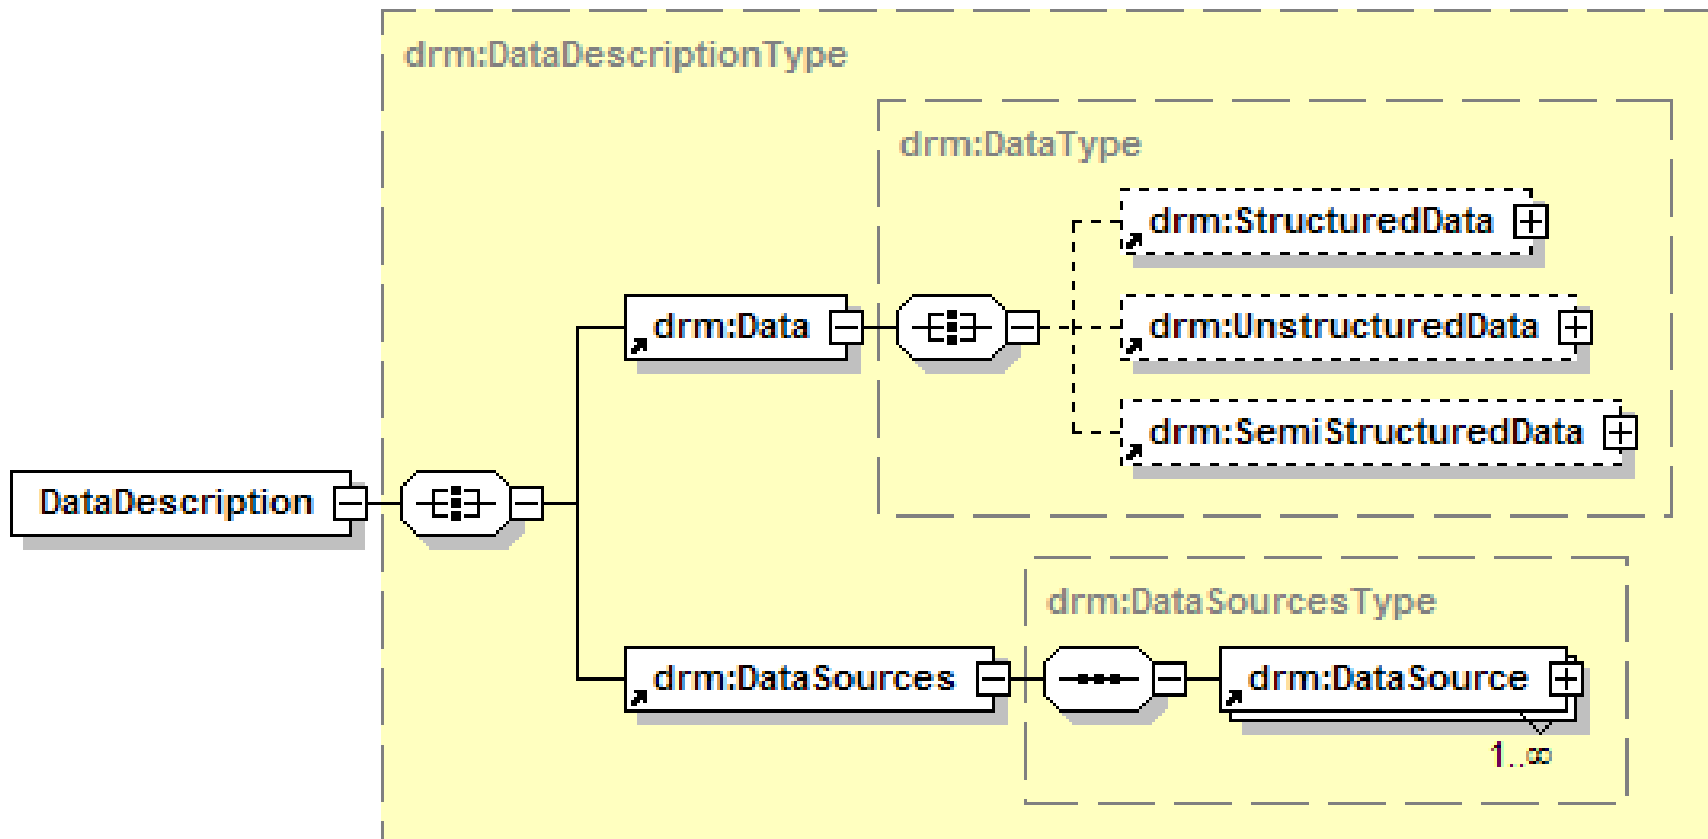 drm:DataDescriptionType
drm:DataType
drm:StructuredData
drm:Data
drm:UnstructuredData
drm:SemiStructuredData
DataDescription
drm:DataSourcesType
drm:DataSources
drm:DataSource
1..∞